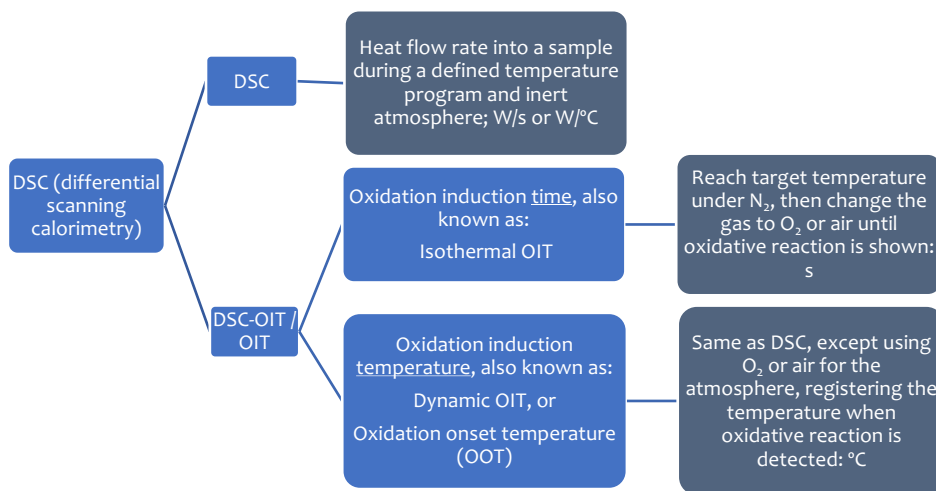 DSC (differential
scanning
calorimetry)
DSC
Heat flow rate into a sample
during a defined temperature
program and inert
atmosphere; W/s or W/°C
DSC-OIT /
OIT
Oxidation induction time, also
known as:
Isothermal OIT
Reach target temperature
under N₂, then change the
gas to O₂ or air until
oxidative reaction is shown:
s
Oxidation induction
temperature, also known as:
Dynamic OIT, or
Oxidation onset temperature
(OOT)
Same as DSC, except using
O₂ or air for the
atmosphere, registering the
temperature when
oxidative reaction is
detected: °C